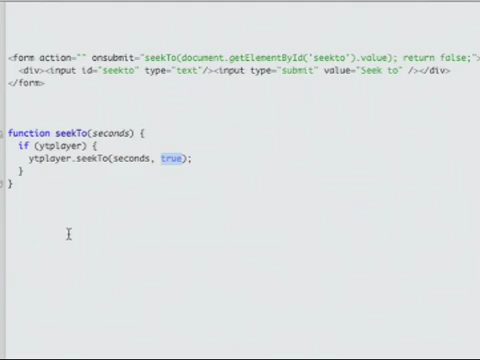 <form action="" onsubmit="seekTo(document.getElementById('seekto').value); return false;">
<div><input id="seekto" type="text"/><input type="submit" value="Seek to" /></div>
</form>
function seekTo(seconds) {
if (ytplayer) {
ytplayer.seekTo(seconds, true);
}
}